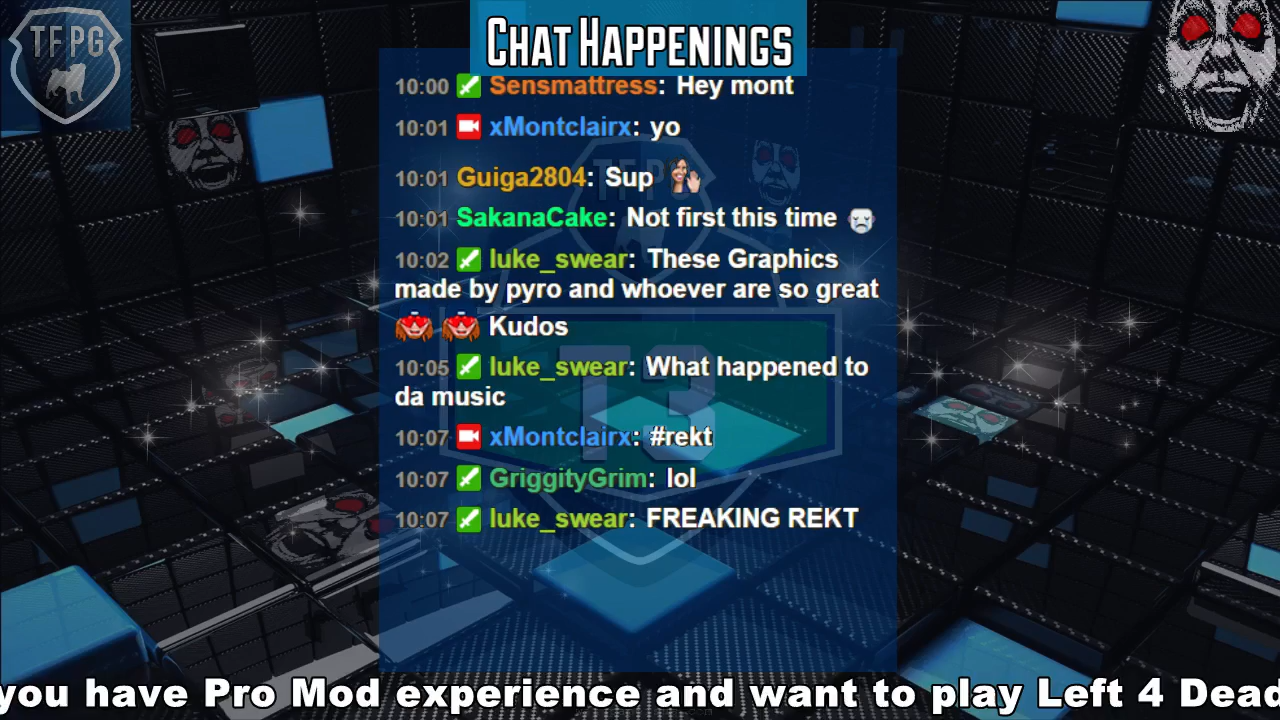 TFPG
CHAT HAPPENINGS
10:00 Sensmattress: Hey mont
10:01 xMontclairx: yo
10:01 Guiga2804: Sup
10:01 SakanaCake: Not first this time
10:02 luke_swear: These Graphics
made by pyro and whoever are so great
Kudos
10:05 luke_swear: What happened to
da music
10:07 xMontclairx: #rekt
10:07 GriggityGrim: lol
10:07 luke_swear: FREAKING REKT
TFPG
T3
you have Pro Mod experience and want to play Left 4 Dead